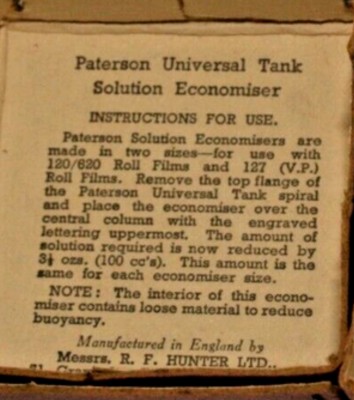 Paterson Universal Tank
Solution Economiser
INSTRUCTIONS FOR USE.
Paterson Solution Economisers are
made in two sizes—for use with
120/620 Roll Films and 127 (V.P.)
Roll Films. Remove the top flange of
the Paterson Universal Tank spiral
and place the economiser over the
central column with the engraved
lettering uppermost. The amount of
solution required is now reduced by
3½ ozs. (100 cc's). This amount is the
same for each economiser size.
NOTE: The interior of this econo-
miser contains loose material to reduce
buoyancy.
Manufactured in England by
Messrs. R. F. HUNTER LTD.,